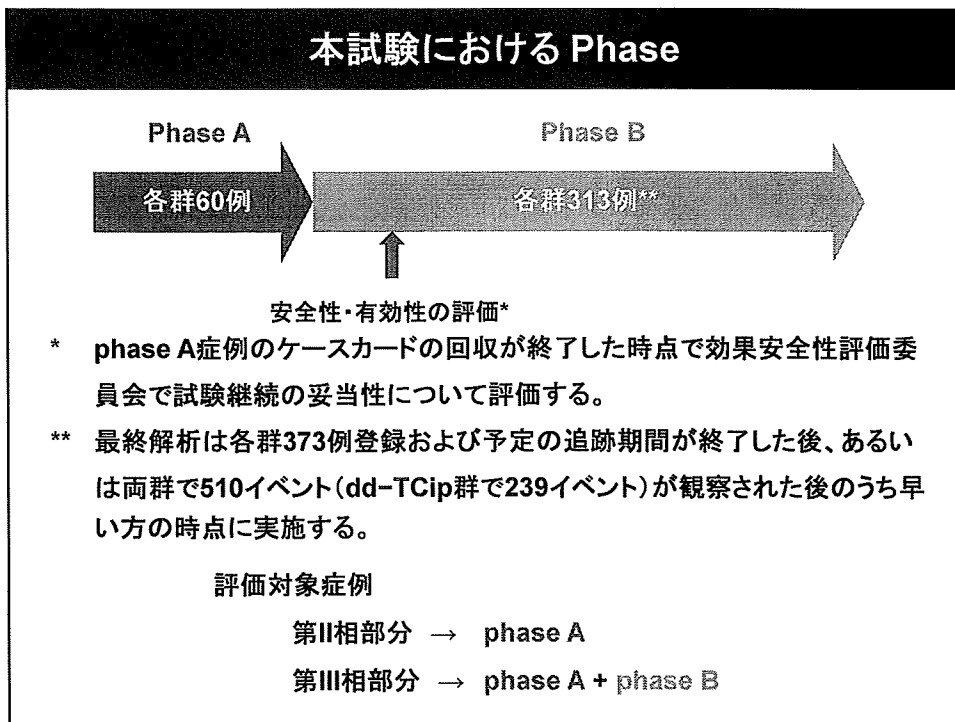 本試験における Phase
Phase A
Phase B
各群60例
各群313例**
安全性・有効性の評価*
* phase A症例のケースカードの回収が終了した時点で効果安全性評価委
員会で試験継続の妥当性について評価する。
** 最終解析は各群373例登録および予定の追跡期間が終了した後、あるい
は両群で510イベント（dd-TCip群で239イベント）が観察された後のうち早
い方の時点に実施する。
評価対象症例
第II相部分 → phase A
第III相部分 → phase A + phase B